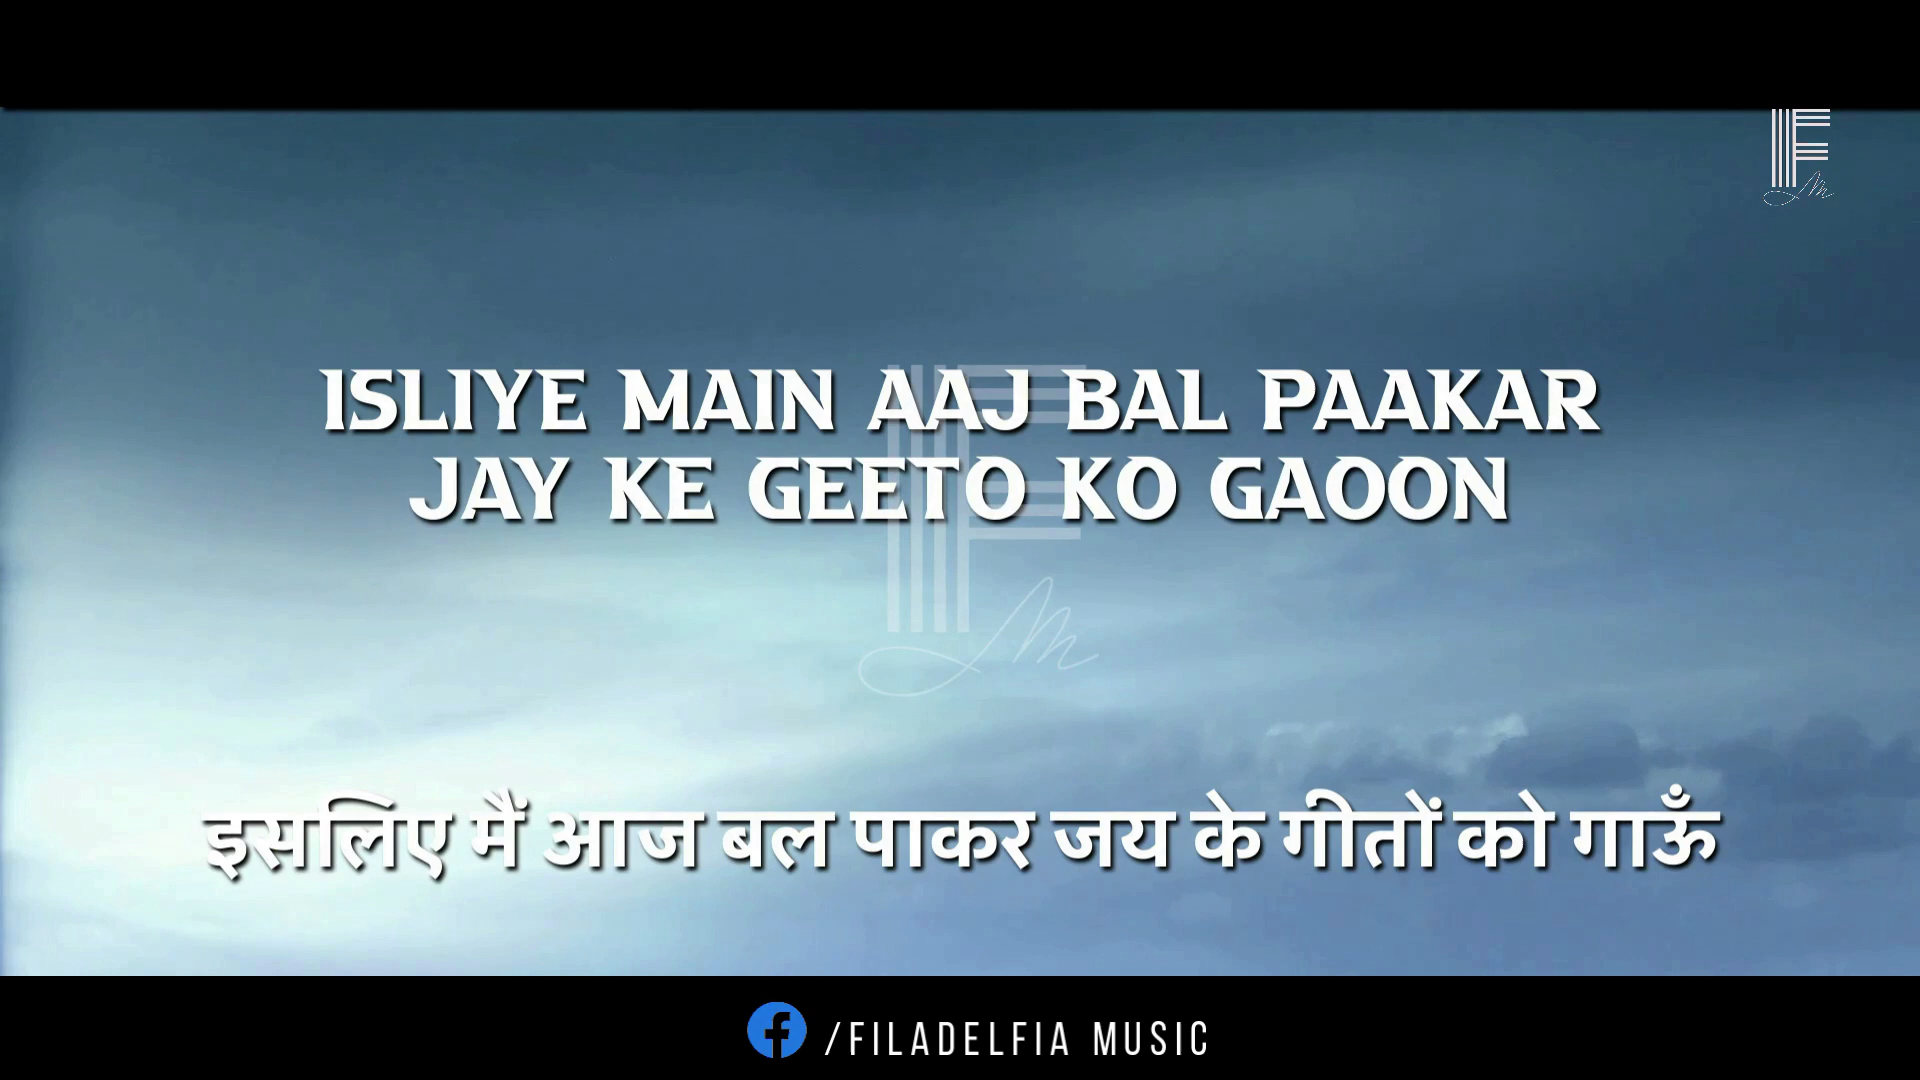 ISLIYE MAIN AAJ BAL PAAKAR
JAY KE GEETO KO GAOON
इसलिए मैं आज बल पाकर जय के गीतों को गाऊँ
/FILADELFIA MUSIC